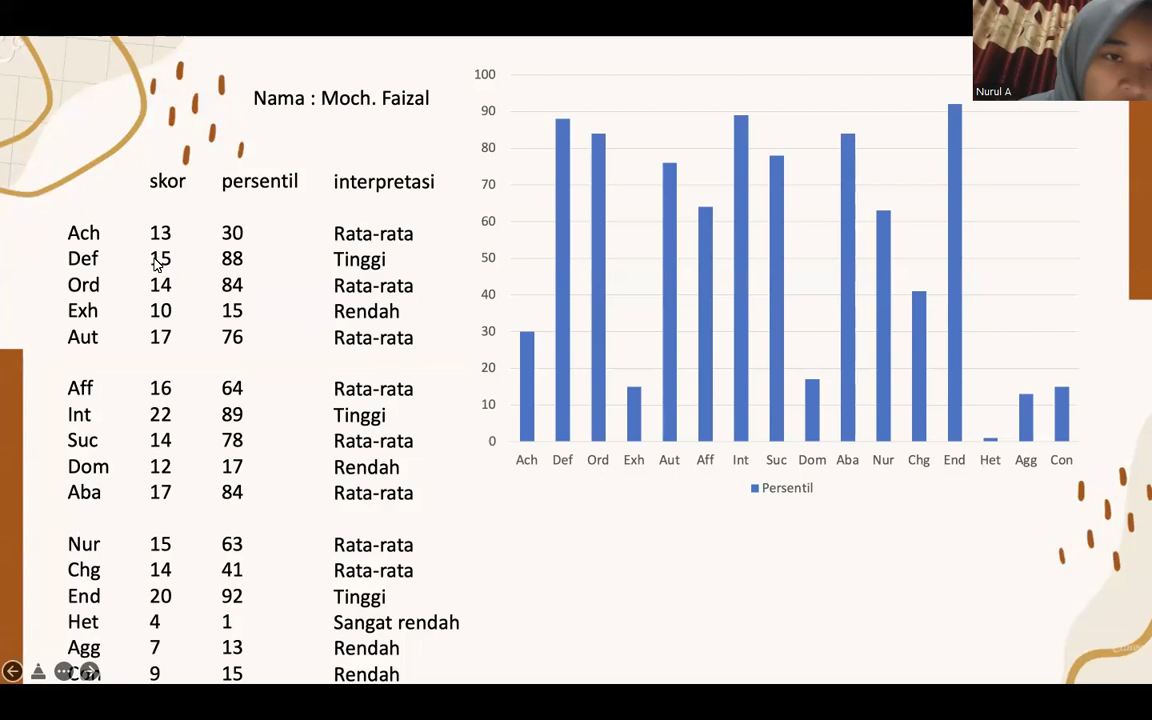 Nama : Moch. Faizal
skor persentil interpretasi
Ach 13 30 Rata-rata
Def 15 88 Tinggi
Ord 14 84 Rata-rata
Exh 10 15 Rendah
Aut 17 76 Rata-rata
Aff 16 64 Rata-rata
Int 22 89 Tinggi
Suc 14 78 Rata-rata
Dom 12 17 Rendah
Aba 17 84 Rata-rata
Nur 15 63 Rata-rata
Chg 14 41 Rata-rata
End 20 92 Tinggi
Het 4 1 Sangat rendah
Agg 7 13 Rendah
Con 9 15 Rendah
100
90
80
70
60
50
40
30
20
10
0
Ach Def Ord Exh Aut Aff Int Suc Dom Aba Nur Chg End Het Agg Con
Persentil
Nurul A